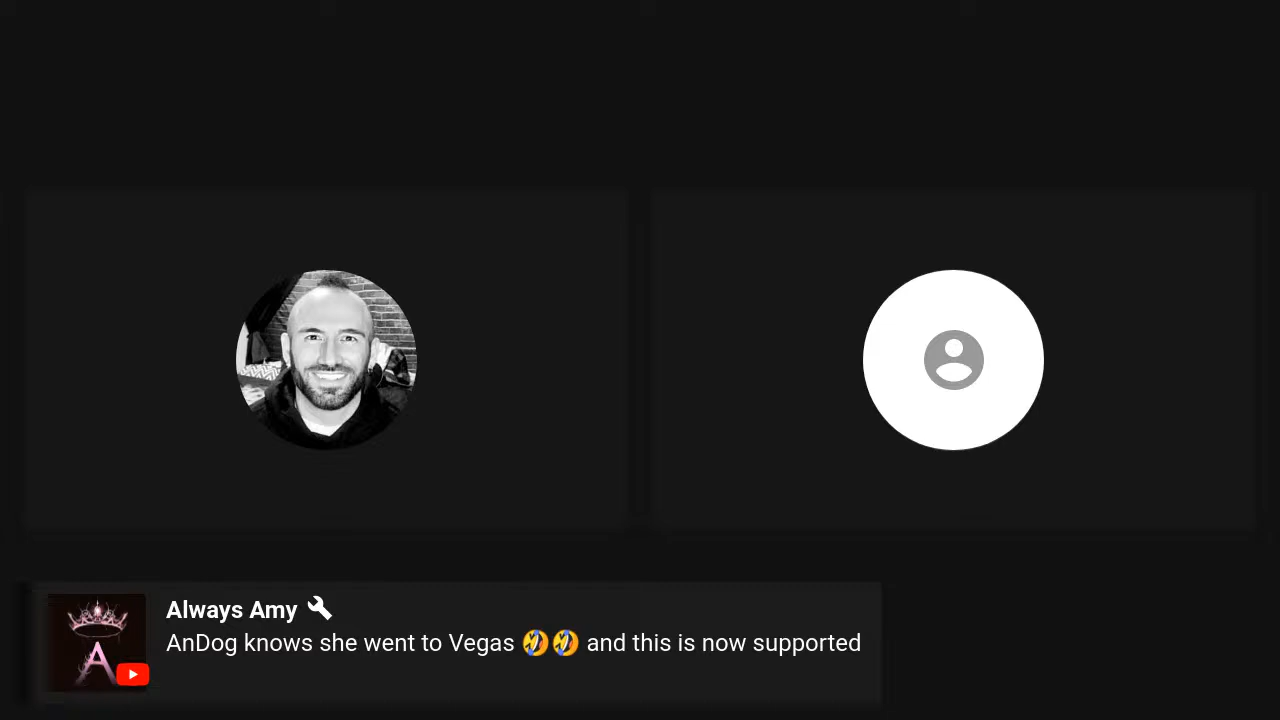 Always Amy
A
AnDog knows she went to Vegas 🤣🤣 and this is now supported